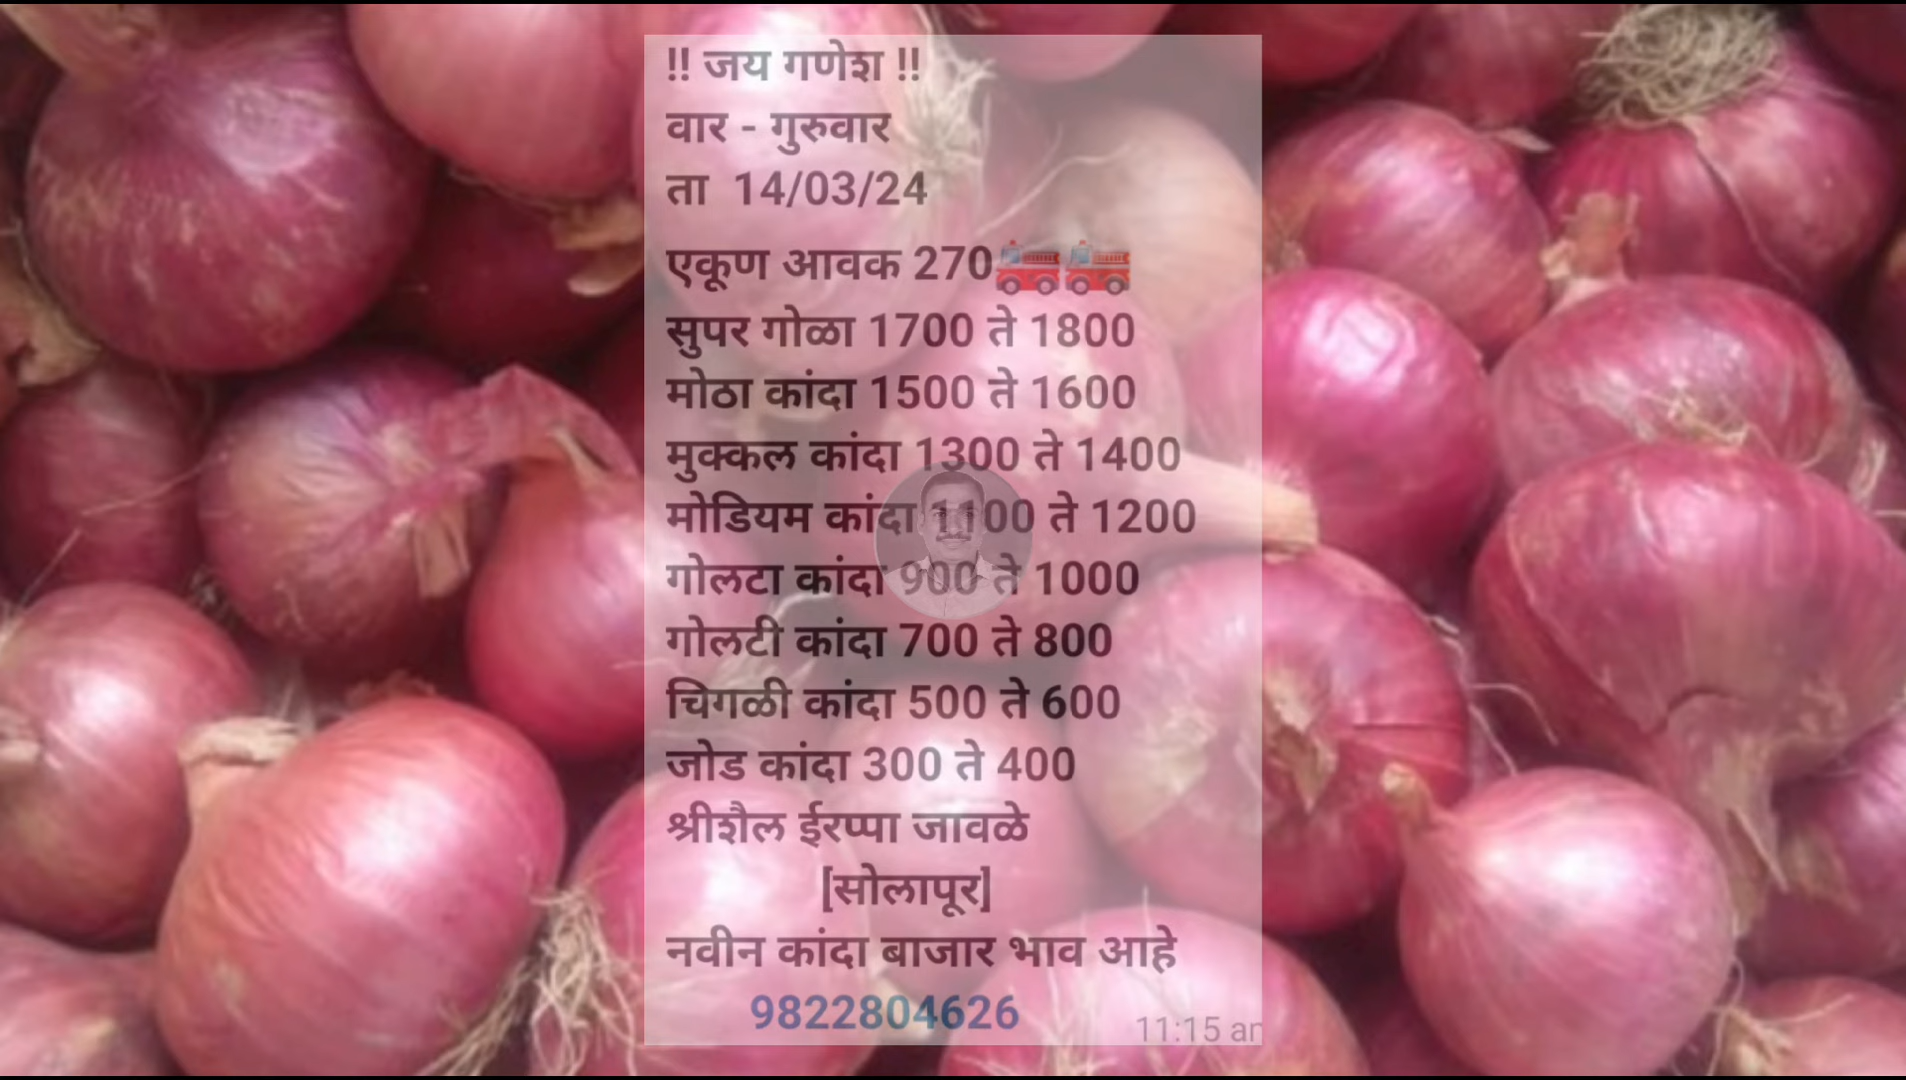 !! जय गणेश !!
वार - गुरुवार
ता 14/03/24
एकूण आवक 270🚒🚒
सुपर गोळा 1700 ते 1800
मोठा कांदा 1500 ते 1600
मुक्कल कांदा 1300 ते 1400
मोडियम कांदा 1100 ते 1200
गोलटा कांदा 900 ते 1000
गोलटी कांदा 700 ते 800
चिगळी कांदा 500 ते 600
जोड कांदा 300 ते 400
श्रीशैल ईरप्पा जावळे
[सोलापूर]
नवीन कांदा बाजार भाव आहे
9822804626
11:15 am